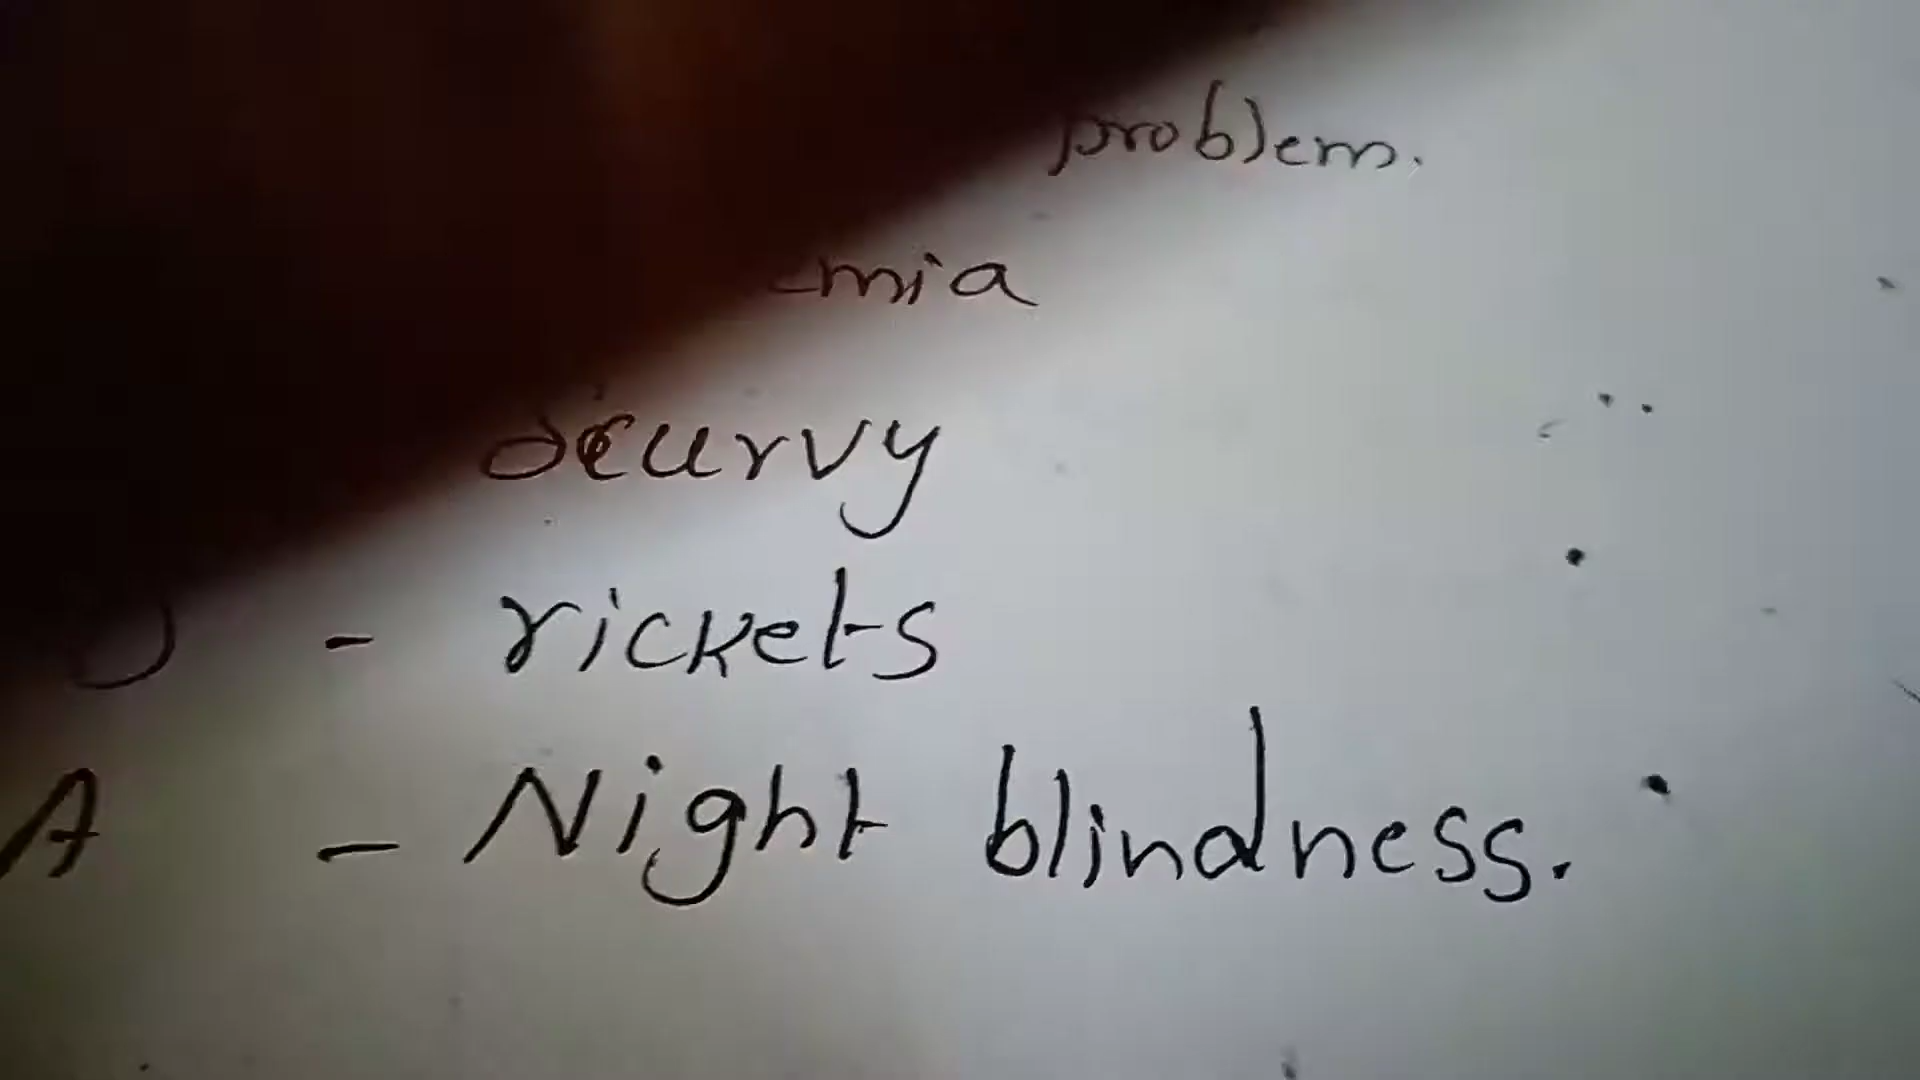 problem.
mia
scurvy
- rickets
A - Night blindness.